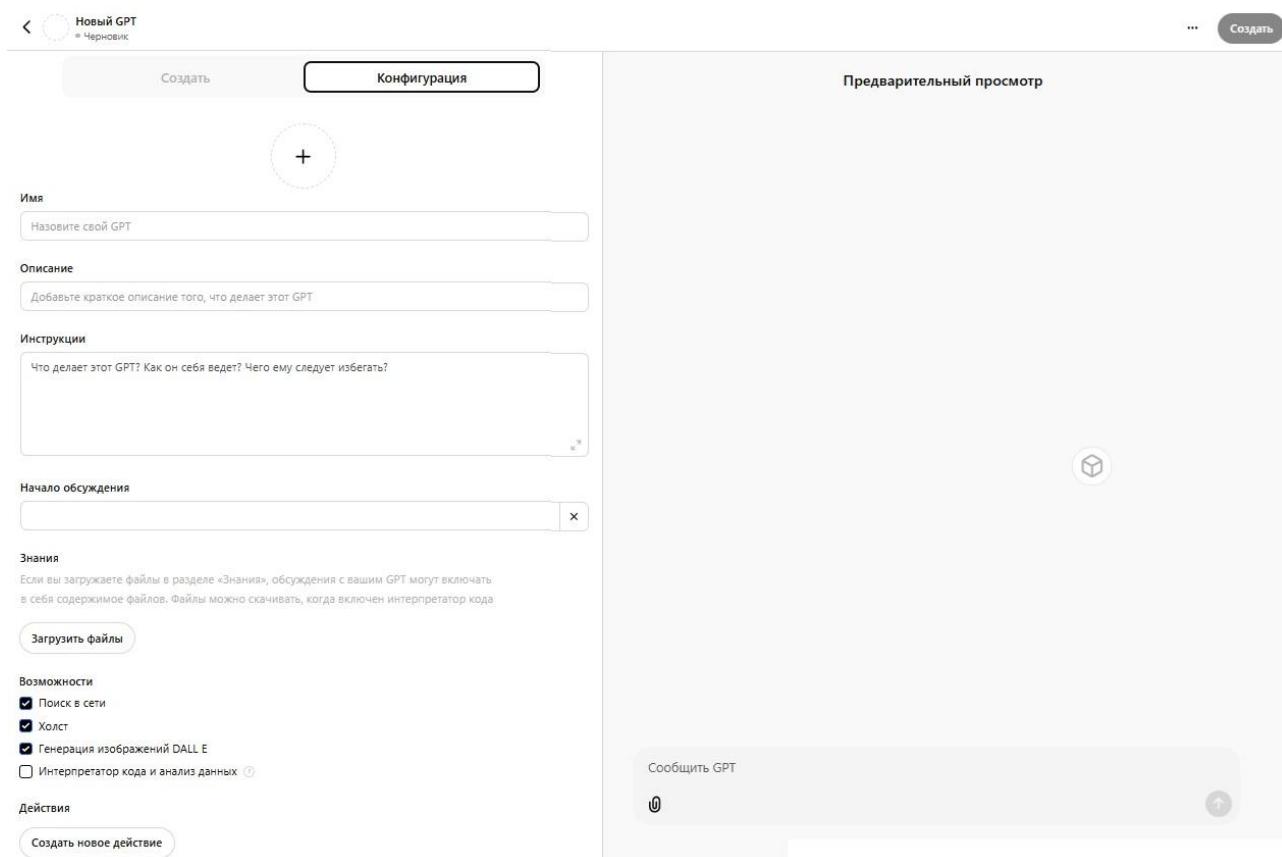 Новый GPT
Черновик
Создать
Создать
Конфигурация
Имя
Назовите свой GPT
Описание
Добавьте краткое описание того, что делает этот GPT
Инструкции
Что делает этот GPT? Как он себя ведет? Чего ему следует избегать?
Начало обсуждения
Знания
Если вы загружаете файлы в разделе «Знания», обсуждения с вашим GPT могут включать
в себя содержимое файлов. Файлы можно скачивать, когда включен интерпретатор кода
Загрузить файлы
Возможности
Поиск в сети
Холст
Генерация изображений DALL E
Интерпретатор кода и анализ данных
Действия
Создать новое действие
Предварительный просмотр
Сообщить GPT